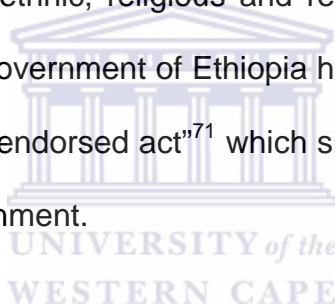 ethnic, religious and re
overnment of Ethiopia h
endorsed act”71 which s
nment.
UNIVERSITY of the
WESTERN CAPE